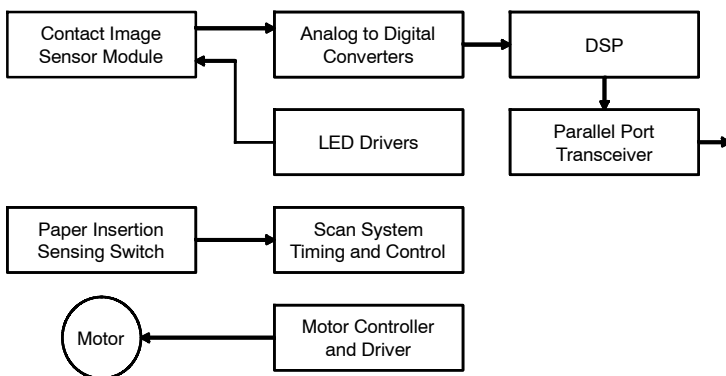 Contact Image
Sensor Module
Analog to Digital
Converters
DSP
LED Drivers
Parallel Port
Transceiver
Paper Insertion
Sensing Switch
Scan System
Timing and Control
Motor
Motor Controller
and Driver